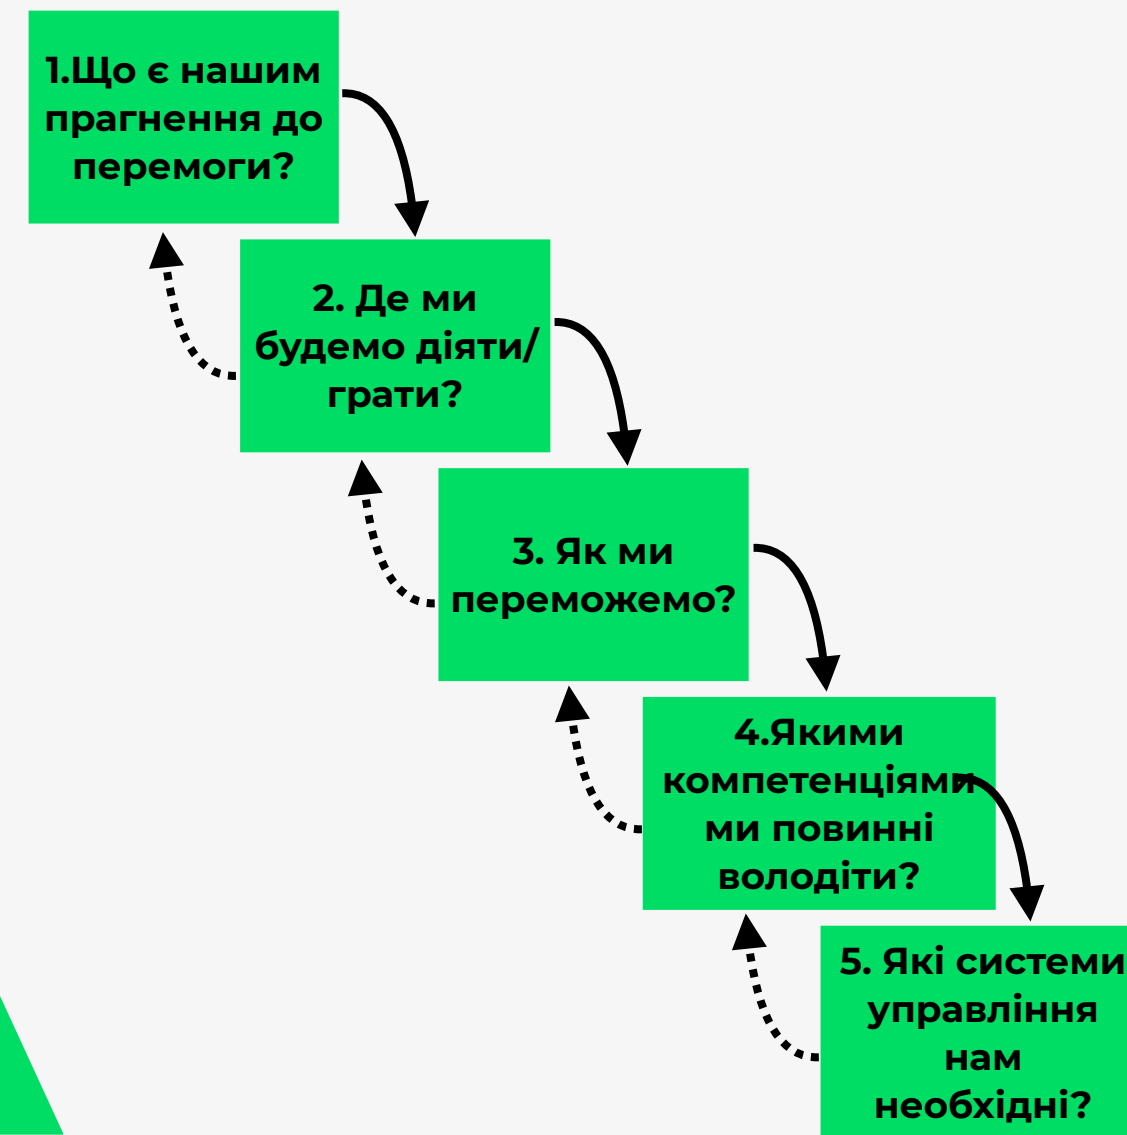 1.Що є нашим
прагнення до
перемоги?
2. Де ми
будемо діяти/
грати?
3. Як ми
переможемо?
4.Якими
компетенціями
ми повинні
володіти?
5. Які системи
управління
нам
необхідні?